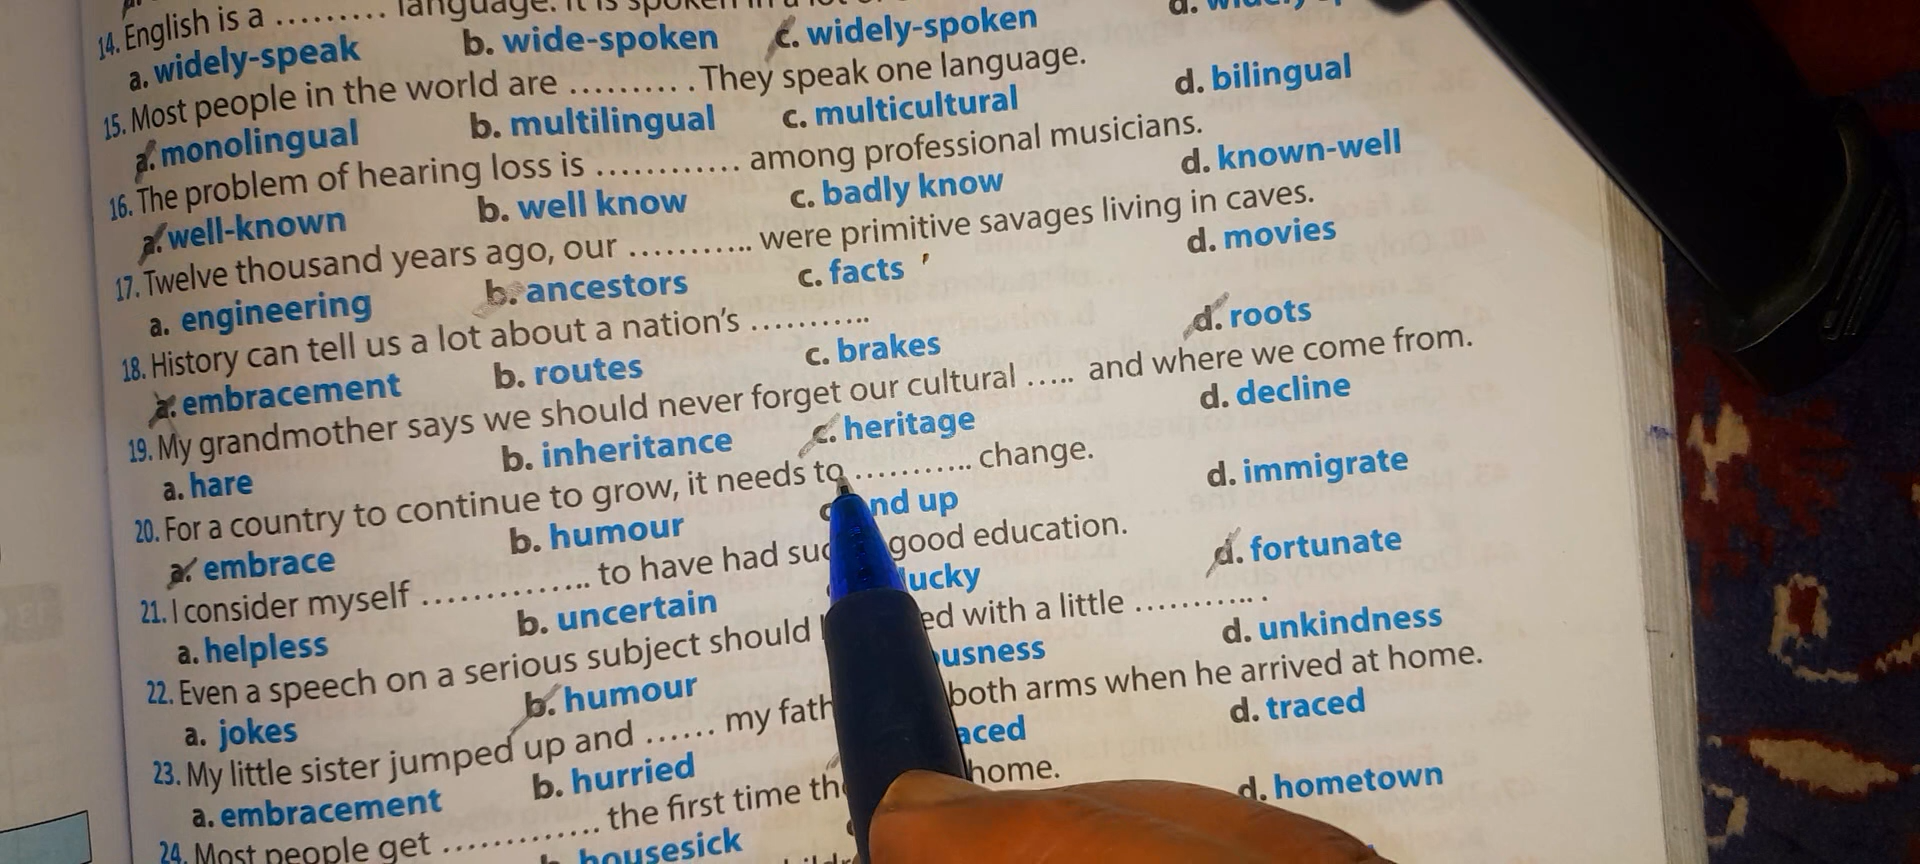 14. English is a ......... language. It is spoken in a lot of
a. widely-speak b. wide-spoken c. widely-spoken d.
15. Most people in the world are .......... They speak one language.
a. monolingual b. multilingual c. multicultural d. bilingual
16. The problem of hearing loss is ............ among professional musicians.
a. well-known b. well know c. badly know d. known-well
17. Twelve thousand years ago, our ........... were primitive savages living in caves.
a. engineering b. ancestors c. facts d. movies
18. History can tell us a lot about a nation's ...........
a. embracement b. routes c. brakes d. roots
19. My grandmother says we should never forget our cultural ..... and where we come from.
a. hare b. inheritance c. heritage d. decline
20. For a country to continue to grow, it needs to ........... change.
a. embrace b. humour nd up d. immigrate
21. I consider myself ............... to have had good education.
a. helpless b. uncertain lucky d. fortunate
22. Even a speech on a serious subject should ed with a little ............
a. jokes b. humour usness d. unkindness
23. My little sister jumped up and ...... my both arms when he arrived at home.
a. embracement b. hurried aced d. traced
24. Most people get ............ the first time home.
b. housesick d. hometown